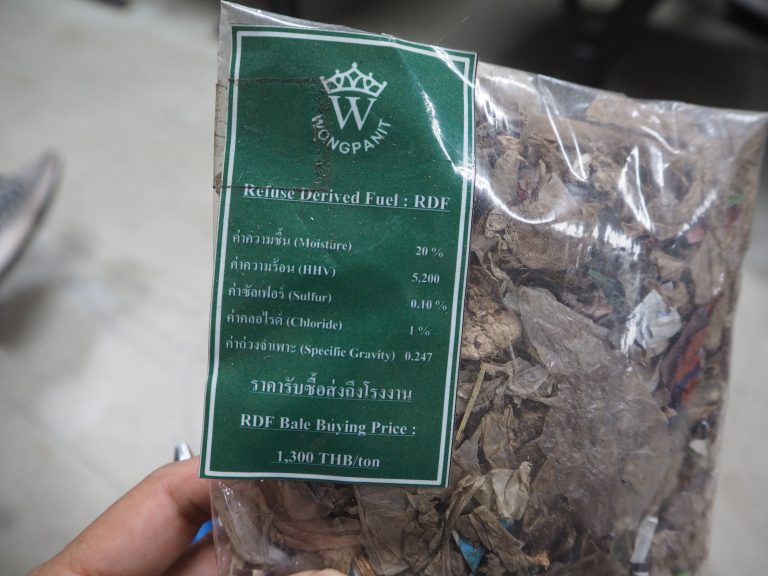 W
WONGPANIT
Refuse Derived Fuel : RDF
ค่าความชื้น (Moisture) 20 %
ค่าความร้อน (HHV) 5,200
ค่าซัลเฟอร์ (Sulfur) 0.10 %
ค่าคลอไรด์ (Chloride) 1 %
ค่าถ่วงจำเพาะ (Specific Gravity) 0.247
ราคารับซื้อส่งถึงโรงงาน
RDF Bale Buying Price :
1,300 THB/ton